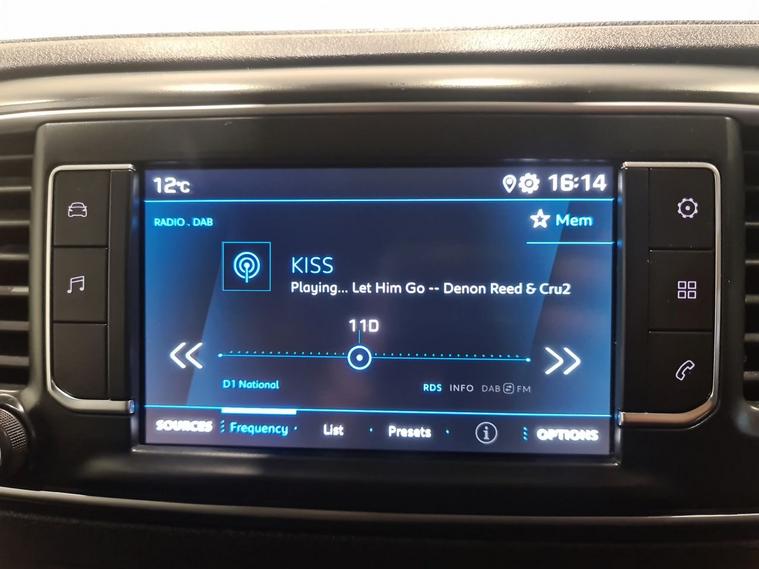 12°C 16:14
RADIO . DAB
Mem
KISS
Playing... Let Him Go -- Denon Reed & Cru2
11D
D1 National
RDS INFO DAB FM
SOURCES Frequency List Presets OPTIONS